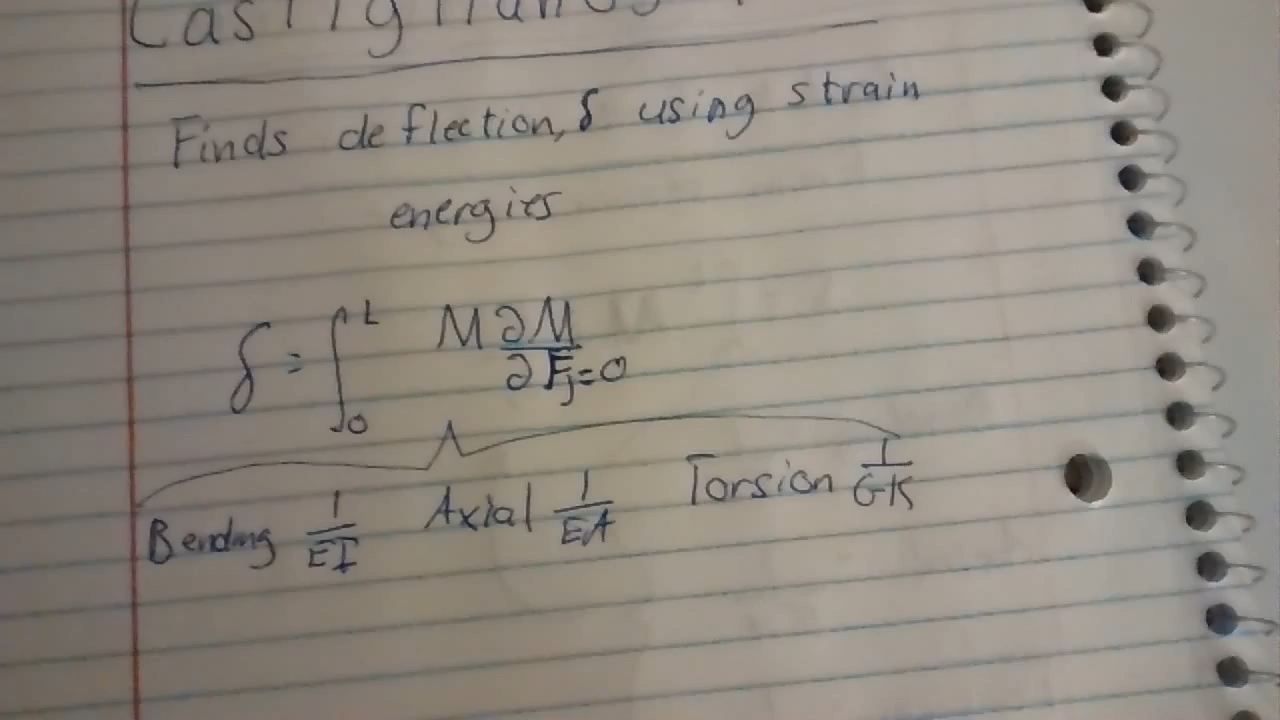 Finds deflection, δ using strain
energies
δ = ∫₀ᴸ M ∂M/∂Fj=0
Bending 1/EI Axial 1/EA Torsion 1/GK